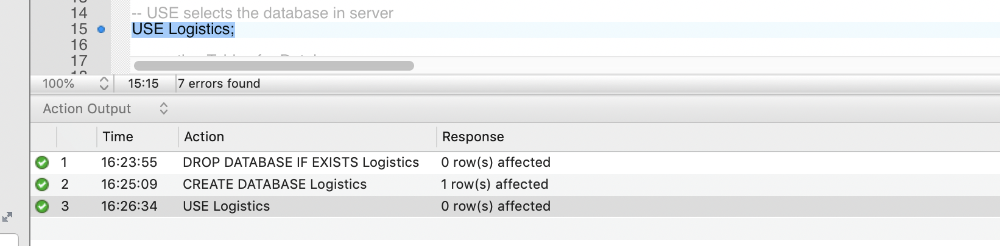 14 -- USE selects the database in server
15 USE Logistics;
16
17
100% 15:15 7 errors found
Action Output
Time Action Response
1 16:23:55 DROP DATABASE IF EXISTS Logistics 0 row(s) affected
2 16:25:09 CREATE DATABASE Logistics 1 row(s) affected
3 16:26:34 USE Logistics 0 row(s) affected